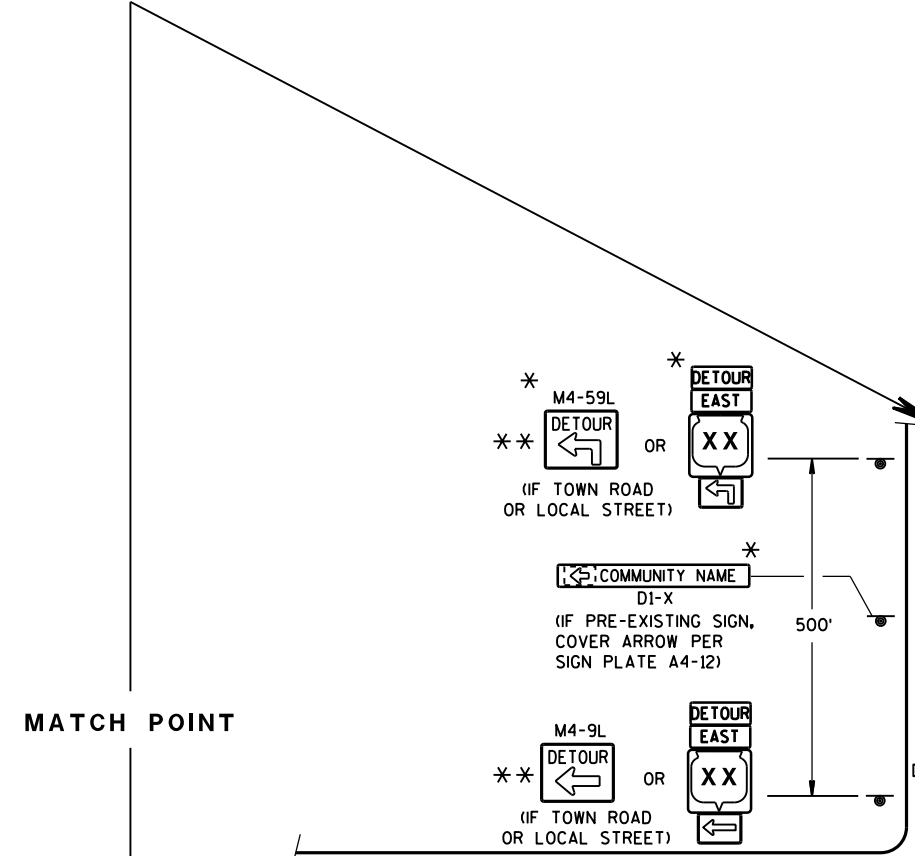 *
*
DETOUR
EAST
M4-59L
DETOUR
**
OR
XX
(IF TOWN ROAD
OR LOCAL STREET)
*
COMMUNITY NAME
D1-X
(IF PRE-EXISTING SIGN,
COVER ARROW PER
SIGN PLATE A4-12)
500'
MATCH POINT
DETOUR
EAST
M4-9L
DETOUR
**
OR
XX
(IF TOWN ROAD
OR LOCAL STREET)